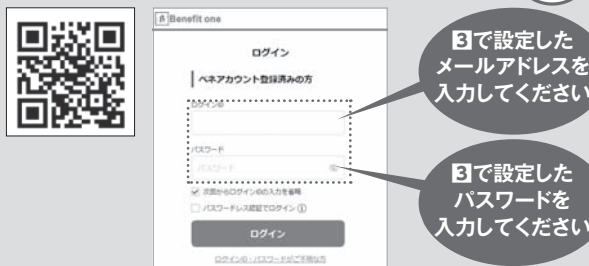 Benefit one
ログイン
ベネアカウント登録済みの方
ログインID
パスワード
パスワード
次回からログインIDの入力を省略
パスワードレス認証でログイン
ログイン
ログインID・パスワードがご不明な方
3で設定した
メールアドレスを
入力してください
3で設定した
パスワードを
入力してください